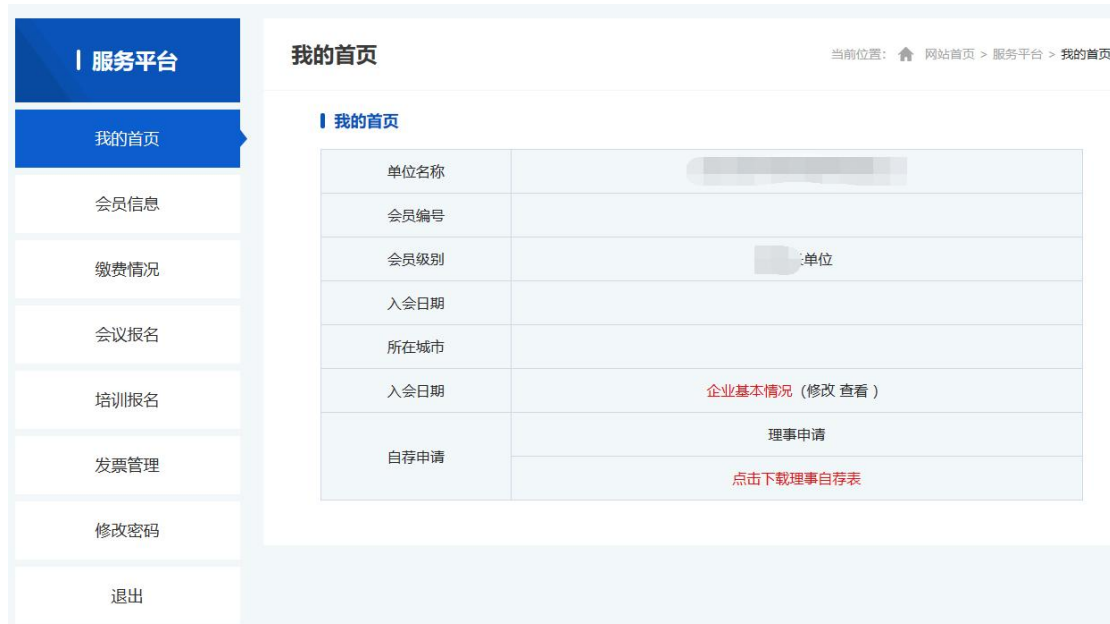 服务平台
我的首页
会员信息
缴费情况
会议报名
培训报名
发票管理
修改密码
退出
我的首页
当前位置： 网站首页 > 服务平台 > 我的首页
我的首页
单位名称
会员编号
会员级别 单位
入会日期
所在城市
入会日期 企业基本情况（修改 查看 ）
自荐申请 理事申请
点击下载理事自荐表